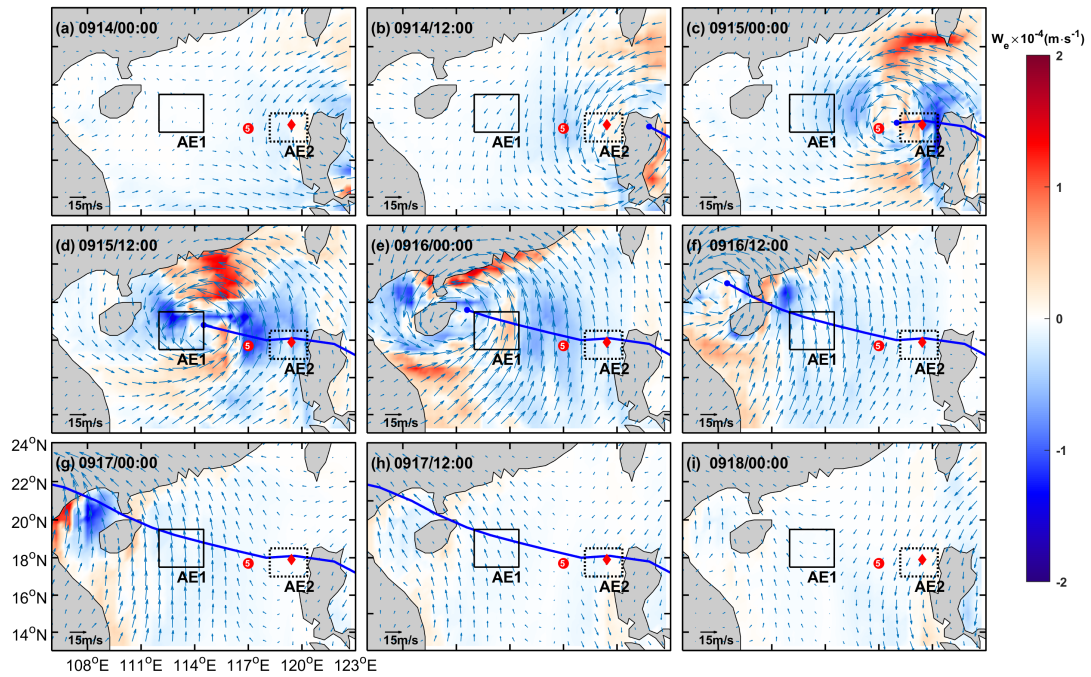 (a) 0914/00:00
5
AE1
AE2
15m/s
(b) 0914/12:00
5
AE1
AE2
15m/s
(c) 0915/00:00
5
AE1
AE2
15m/s
Wₑ×10⁻⁴(m·s⁻¹)
2
1
0
-1
-2
(d) 0915/12:00
5
AE1
AE2
15m/s
(e) 0916/00:00
5
AE1
AE2
15m/s
(f) 0916/12:00
5
AE1
AE2
15m/s
24°N
22°N
20°N
18°N
16°N
14°N
(g) 0917/00:00
5
AE1
AE2
15m/s
(h) 0917/12:00
5
AE1
AE2
15m/s
(i) 0918/00:00
5
AE1
AE2
15m/s
108°E 111°E 114°E 117°E 120°E 123°E